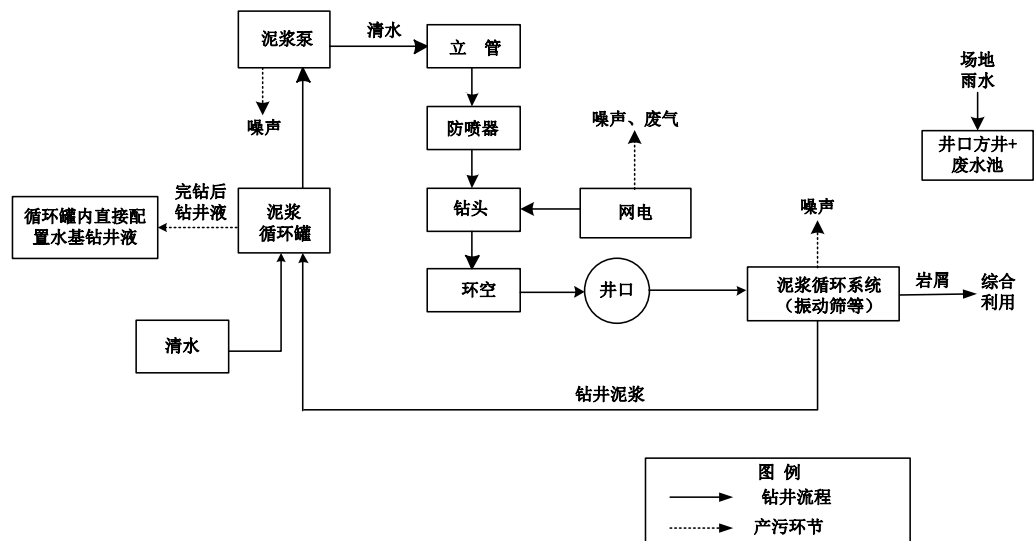 泥浆泵
清水
立 管
场地
雨水
噪声
防喷器
噪声、废气
井口方井+
废水池
完钻后
钻井液
循环罐内直接配
置水基钻井液
泥浆
循环罐
钻头
网电
噪声
环空
井口
泥浆循环系统
（振动筛等）
岩屑
综合
利用
清水
钻井泥浆
图 例
钻井流程
产污环节